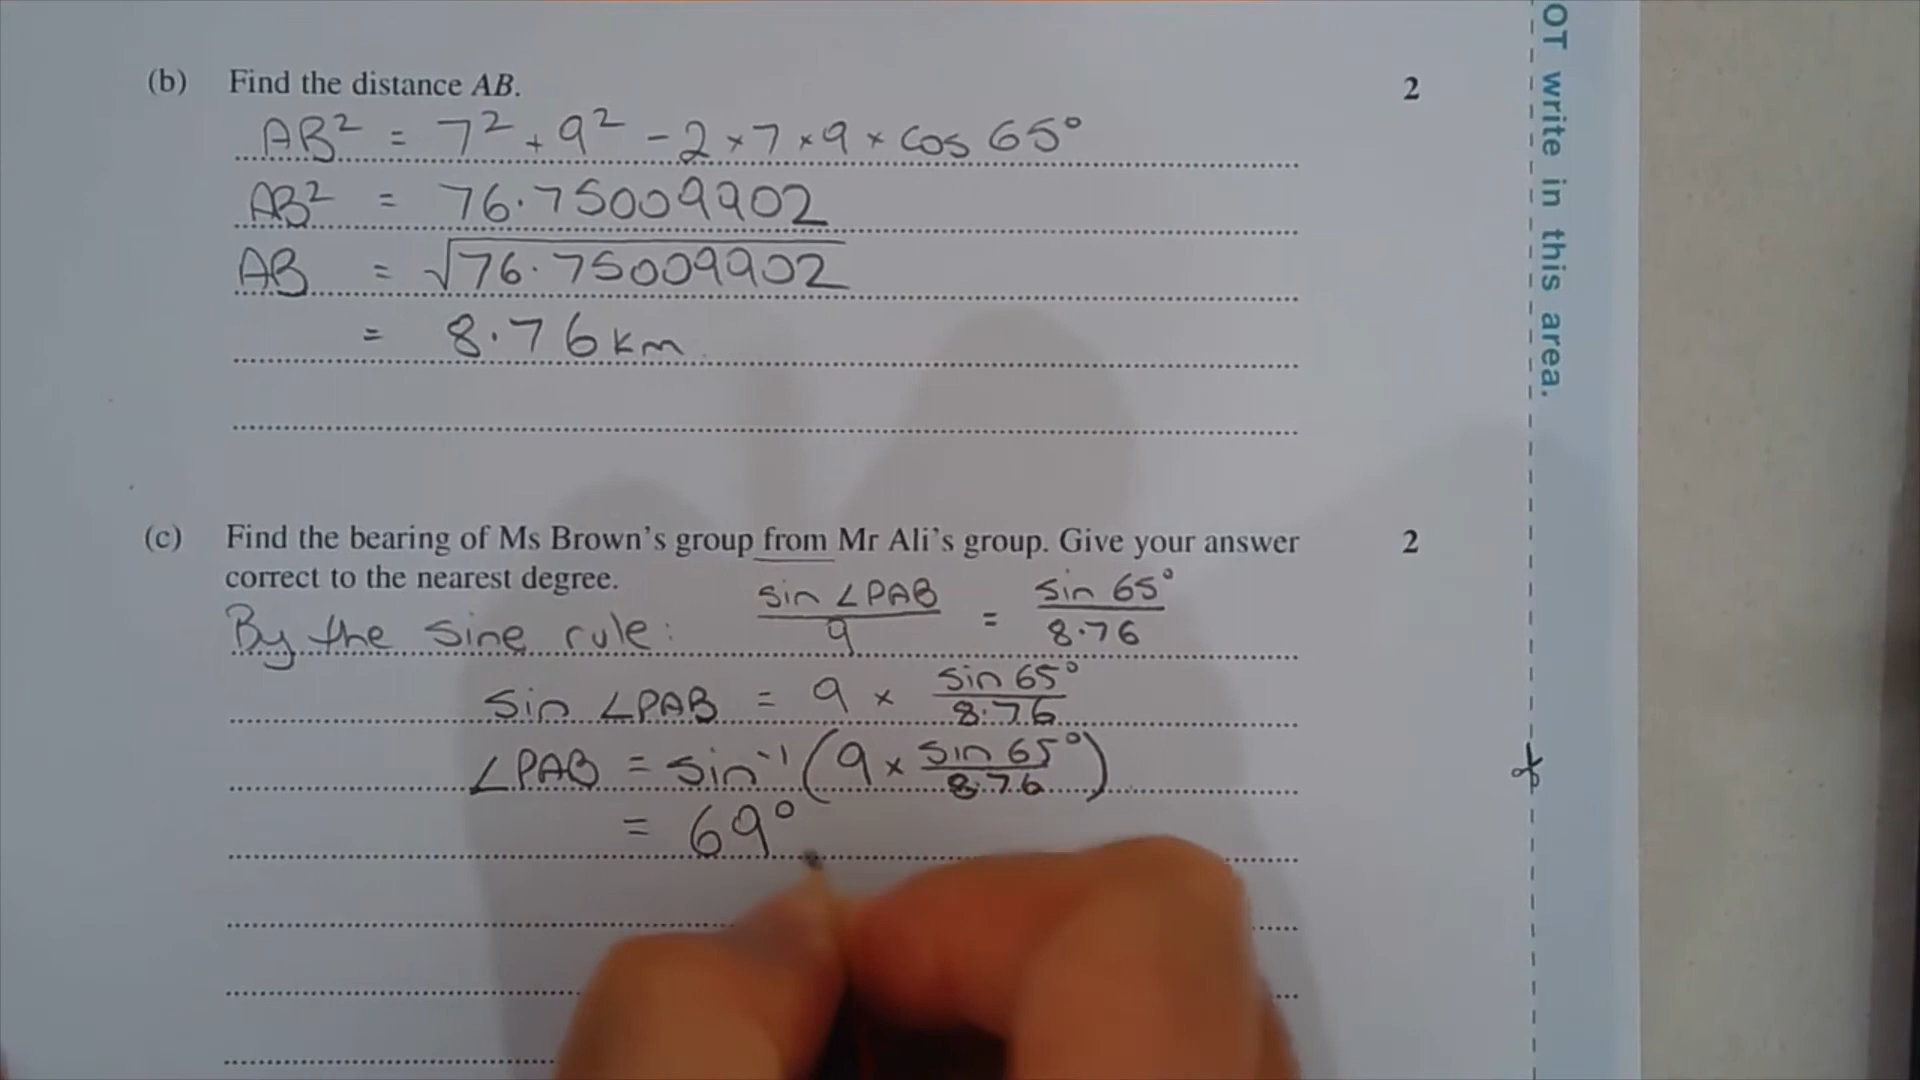 (b) Find the distance AB. 2
AB² = 7² + 9² - 2 × 7 × 9 × cos 65°
AB² = 76.75009902
AB = √76.75009902
= 8.76 km
(c) Find the bearing of Ms Brown's group from Mr Ali's group. Give your answer 2
correct to the nearest degree.
By the sine rule: sin ∠PAB / 9 = sin 65° / 8.76
sin ∠PAB = 9 × sin 65° / 8.76
∠PAB = sin⁻¹ (9 × sin 65° / 8.76)
= 69°
OT write in this area.